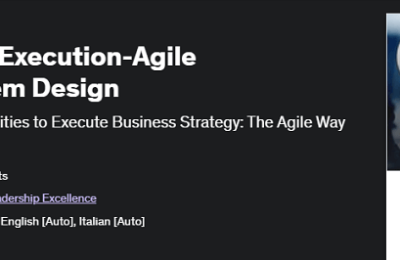 Execution-Agile
em Design
ities to Execute Business Strategy: The Agile Way
ts
adership Excellence
English [Auto], Italian [Auto]